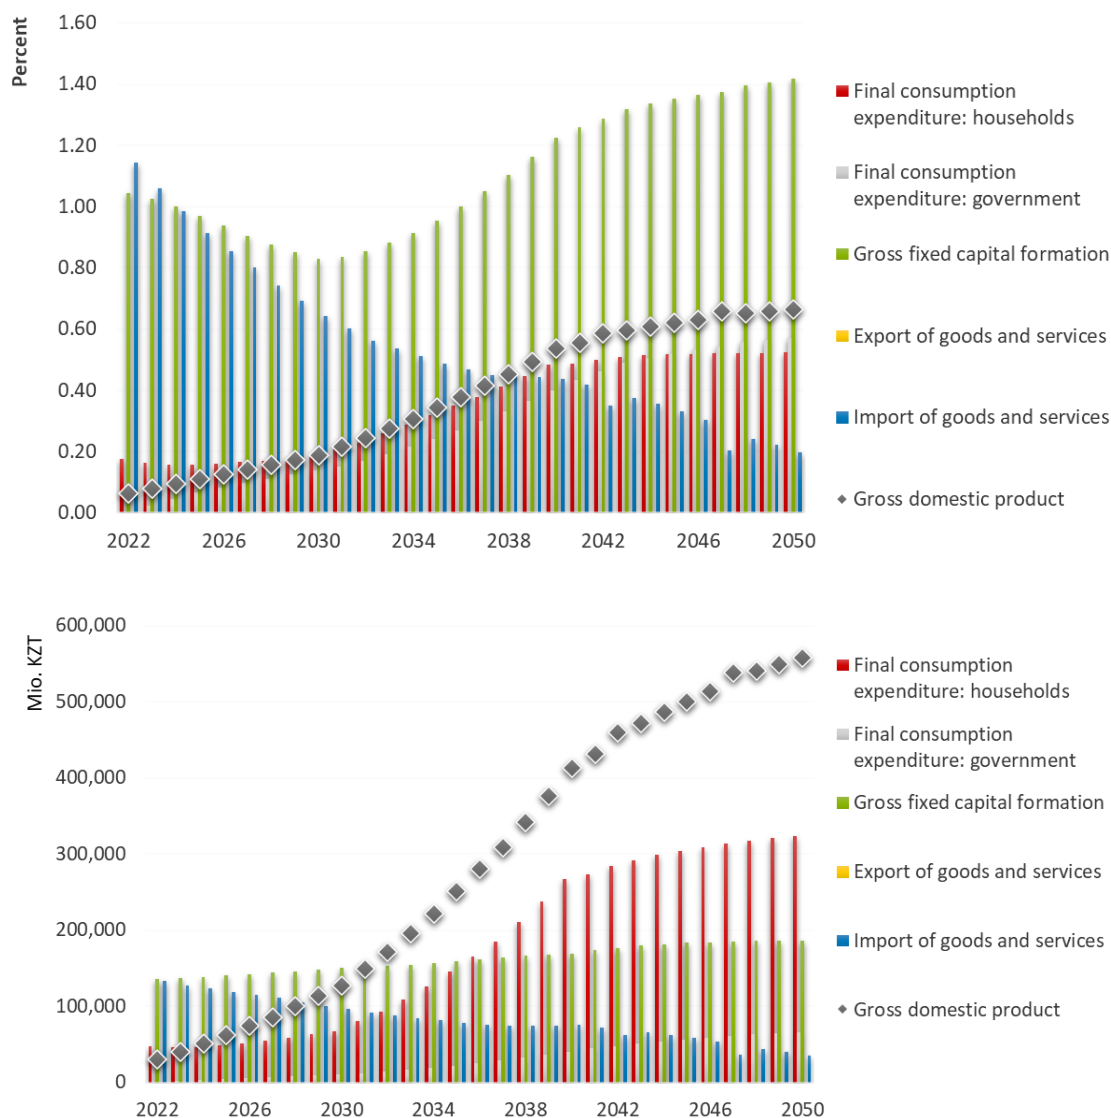 Percent
1.60
1.40
1.20
1.00
0.80
0.60
0.40
0.20
0.00
2022 2026 2030 2034 2038 2042 2046 2050
Final consumption
expenditure: households
Final consumption
expenditure: government
Gross fixed capital formation
Export of goods and services
Import of goods and services
Gross domestic product
Mio. KZT
600,000
500,000
400,000
300,000
200,000
100,000
0
2022 2026 2030 2034 2038 2042 2046 2050
Final consumption
expenditure: households
Final consumption
expenditure: government
Gross fixed capital formation
Export of goods and services
Import of goods and services
Gross domestic product